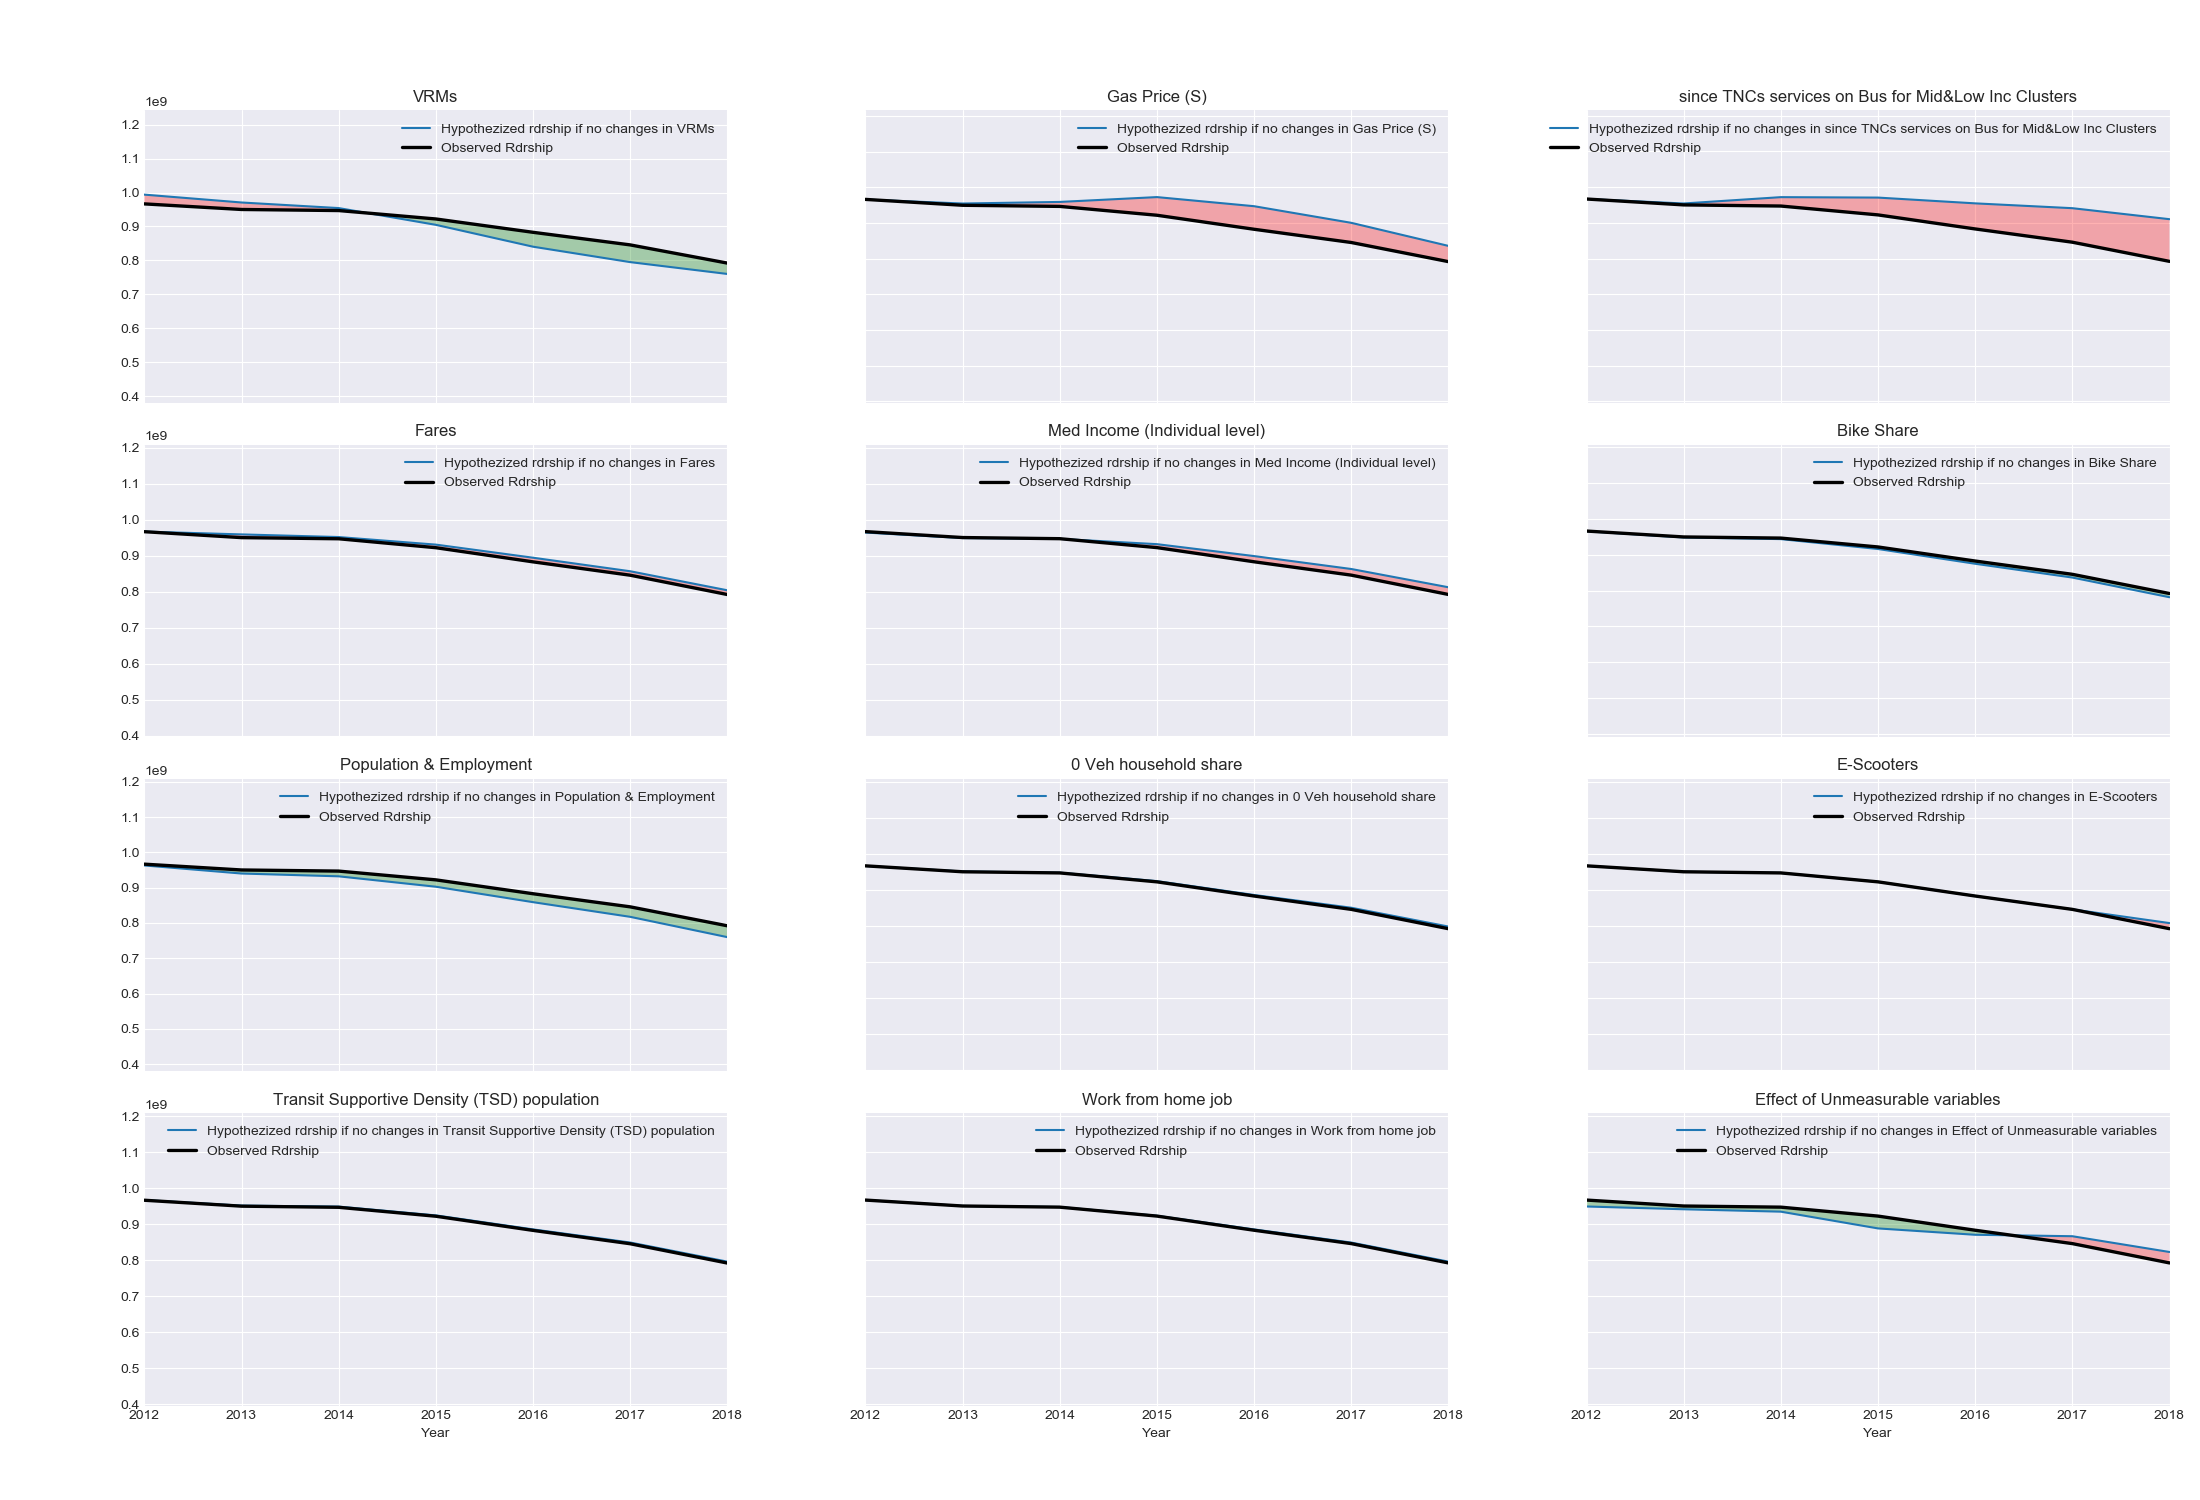 VRMs
1e9
Hypothezized rdrship if no changes in VRMs
Observed Rdrship
1.2
1.1
1.0
0.9
0.8
0.7
0.6
0.5
0.4
Gas Price (S)
Hypothezized rdrship if no changes in Gas Price (S)
Observed Rdrship
since TNCs services on Bus for Mid&Low Inc Clusters
Hypothezized rdrship if no changes in since TNCs services on Bus for Mid&Low Inc Clusters
Observed Rdrship
Fares
1e9
Hypothezized rdrship if no changes in Fares
Observed Rdrship
1.2
1.1
1.0
0.9
0.8
0.7
0.6
0.5
0.4
Med Income (Individual level)
Hypothezized rdrship if no changes in Med Income (Individual level)
Observed Rdrship
Bike Share
Hypothezized rdrship if no changes in Bike Share
Observed Rdrship
Population & Employment
1e9
Hypothezized rdrship if no changes in Population & Employment
Observed Rdrship
1.2
1.1
1.0
0.9
0.8
0.7
0.6
0.5
0.4
0 Veh household share
Hypothezized rdrship if no changes in 0 Veh household share
Observed Rdrship
E-Scooters
Hypothezized rdrship if no changes in E-Scooters
Observed Rdrship
Transit Supportive Density (TSD) population
1e9
Hypothezized rdrship if no changes in Transit Supportive Density (TSD) population
Observed Rdrship
1.2
1.1
1.0
0.9
0.8
0.7
0.6
0.5
0.4
2012 2013 2014 2015 2016 2017 2018
Year
Work from home job
Hypothezized rdrship if no changes in Work from home job
Observed Rdrship
2012 2013 2014 2015 2016 2017 2018
Year
Effect of Unmeasurable variables
Hypothezized rdrship if no changes in Effect of Unmeasurable variables
Observed Rdrship
2012 2013 2014 2015 2016 2017 2018
Year